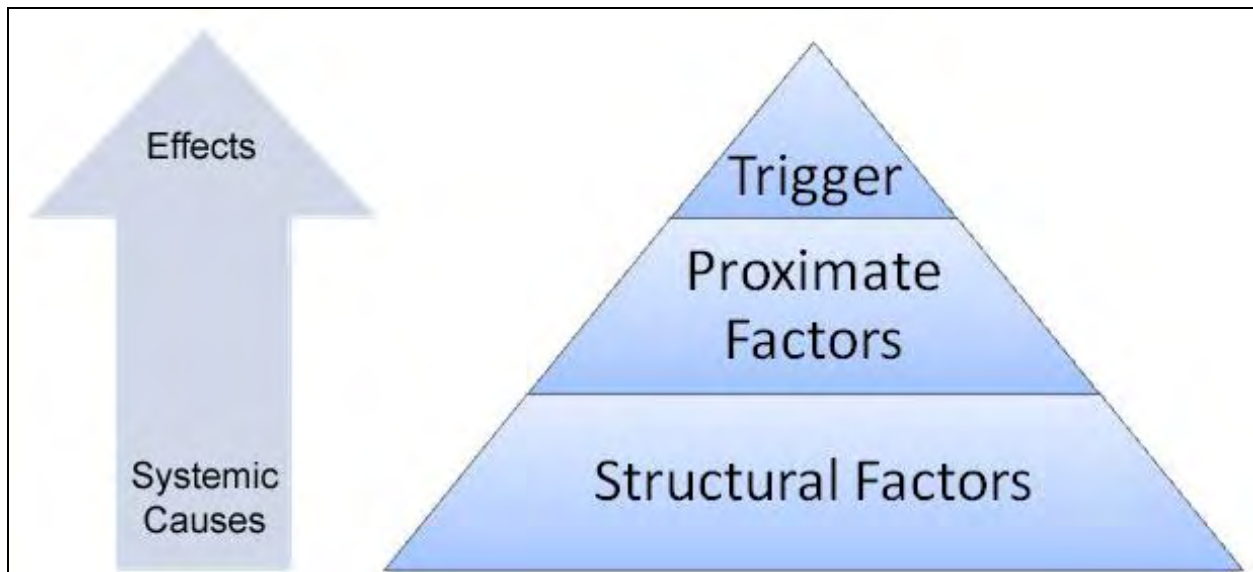 Effects
Systemic
Causes
Trigger
Proximate
Factors
Structural Factors